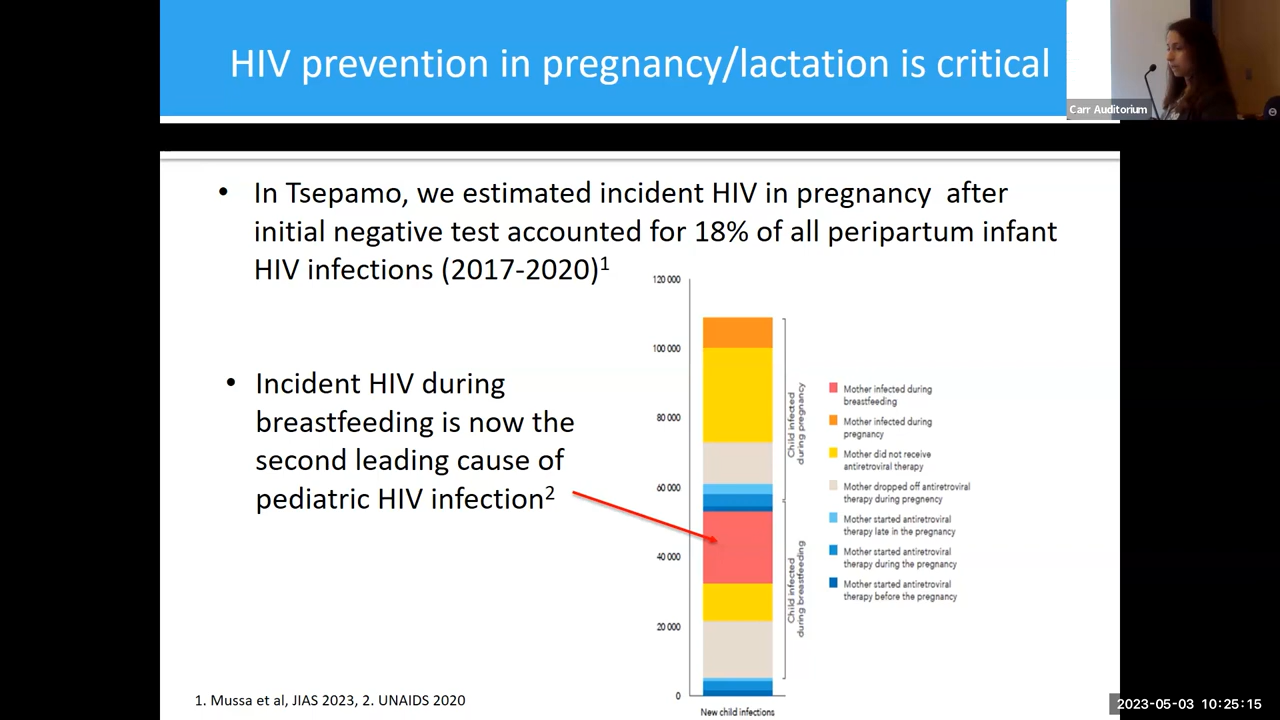 HIV prevention in pregnancy/lactation is critical
Carr Auditorium
• In Tsepamo, we estimated incident HIV in pregnancy after
initial negative test accounted for 18% of all peripartum infant
HIV infections (2017-2020)1
• Incident HIV during
breastfeeding is now the
second leading cause of
pediatric HIV infection2
120 000
100 000
80 000
60 000
40 000
20 000
0
New child infections
Child infected
during pregnancy
Child infected
during breastfeeding
Mother infected during
breastfeeding
Mother infected during
pregnancy
Mother did not receive
antiretroviral therapy
Mother dropped off antiretroviral
therapy during pregnency
Mother started antiretroviral
therapy late in the pregnancy
Mother started antiretroviral
therapy during the pregnancy
Mother started antiretroviral
therapy before the pregnancy
1. Mussa et al, JIAS 2023, 2. UNAIDS 2020
2023-05-03 10:25:15